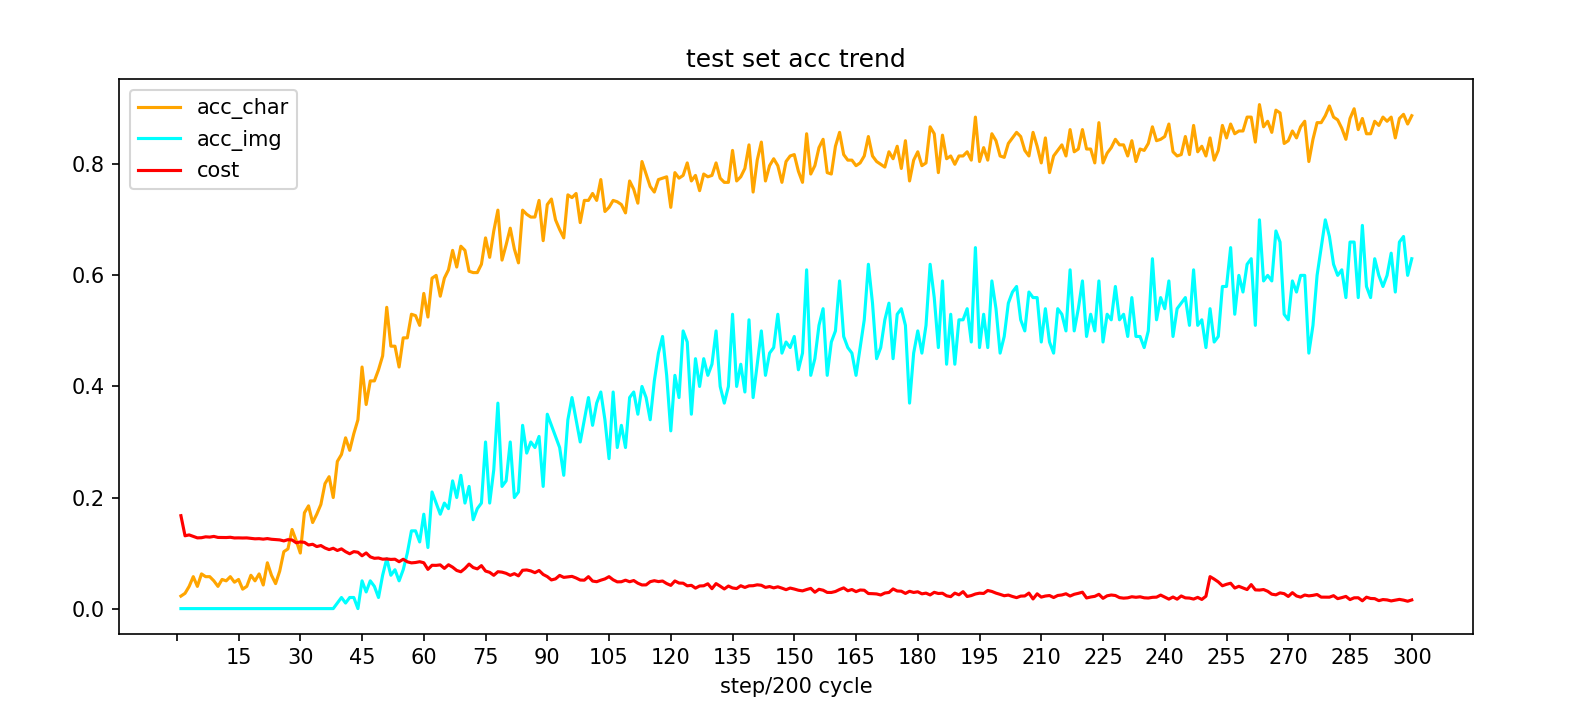 test set acc trend
acc_char
acc_img
cost
0.8
0.6
0.4
0.2
0.0
15 30 45 60 75 90 105 120 135 150 165 180 195 210 225 240 255 270 285 300
step/200 cycle